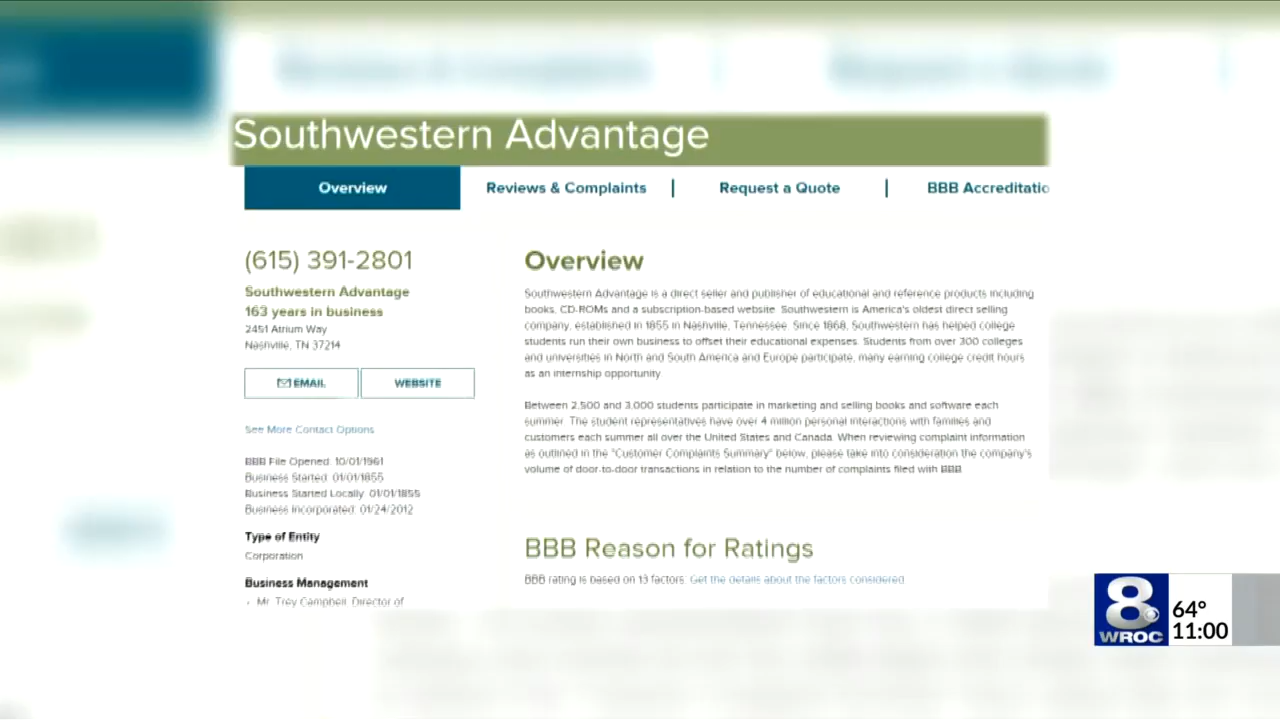 Southwestern Advantage
Overview
Reviews & Complaints
Request a Quote
BBB Accreditatio
(615) 391-2801
Southwestern Advantage
163 years in business
2451 Atrium Way
Nashville, TN 37214
EMAIL
WEBSITE
See More Contact Options
BBB File Opened: 10/01/1961
Business Started: 01/01/1855
Business Started Locally: 01/01/1855
Business Incorporated: 01/24/2012
Type of Entity
Corporation
Business Management
Mr. Trey Campbell, Director of
Overview
Southwestern Advantage is a direct seller and publisher of educational and reference products including
books, CD-ROMs and a subscription-based website. Southwestern is America's oldest direct selling
company, established in 1855 in Nashville, Tennessee. Since 1868, Southwestern has helped college
students run their own business to offset their educational expenses. Students from over 300 colleges
and universities in North and South America and Europe participate, many earning college credit hours
as an internship opportunity.
Between 2,500 and 3,000 students participate in marketing and selling books and software each
summer. The student representatives have over 4 million personal interactions with families and
customers each summer all over the United States and Canada. When reviewing complaint information
as outlined in the "Customer Complaints Summary" below, please take into consideration the company's
volume of door-to-door transactions in relation to the number of complaints filed with BBB.
BBB Reason for Ratings
BBB rating is based on 13 factors. Get the details about the factors considered.
8
WROC
64°
11:00